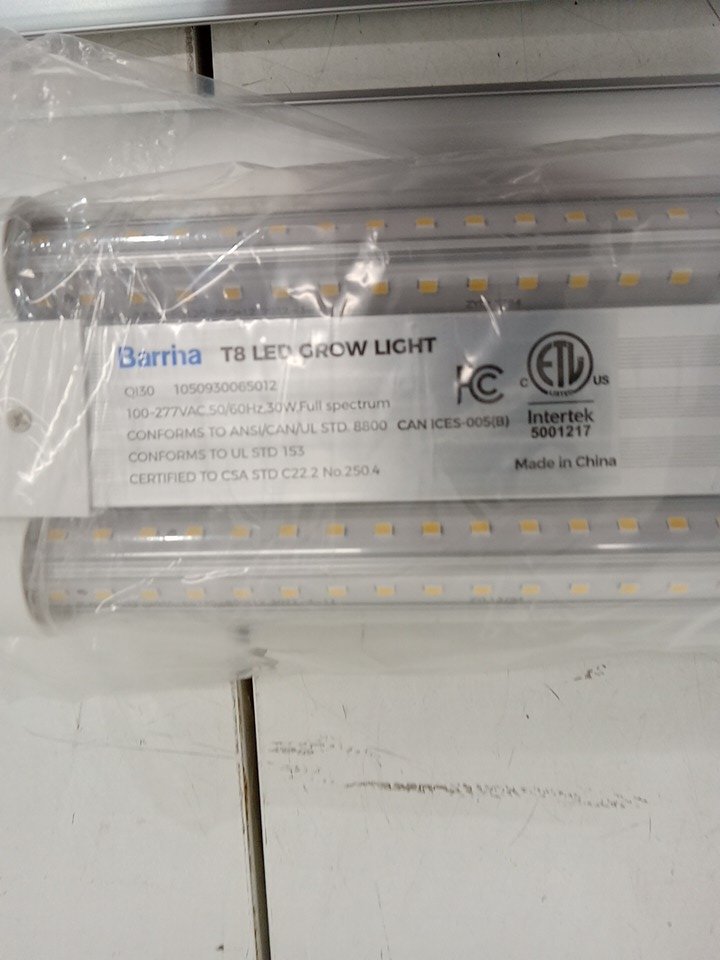 Barrina T8 LED GROW LIGHT
QI30 1050930065012
100-277VAC,50/60Hz,30W,Full spectrum
CONFORMS TO ANSI/CAN/UL STD. 8800 CAN ICES-005(B)
CONFORMS TO UL STD 153
CERTIFIED TO CSA STD C22.2 No.250.4
FC
C ETL US
Intertek
5001217
Made in China